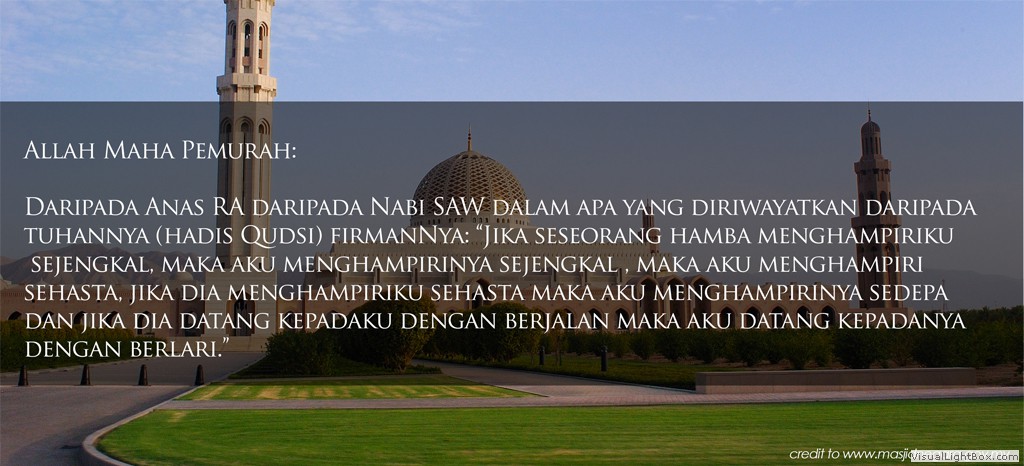 Allah Maha Pemurah:
Daripada Anas RA daripada Nabi SAW dalam apa yang diriwayatkan daripada
tuhannya (hadis Qudsi) firmanNya: “Jika seseorang hamba menghampiriku
sejengkal, maka aku menghampirinya sejengkal , maka aku menghampiri
sehasta, jika dia menghampiriku sehasta maka aku menghampirinya sedepa
dan jika dia datang kepadaku dengan berjalan maka aku datang kepadanya
dengan berlari.”
credit to www.masjid
VisualLightBox.com